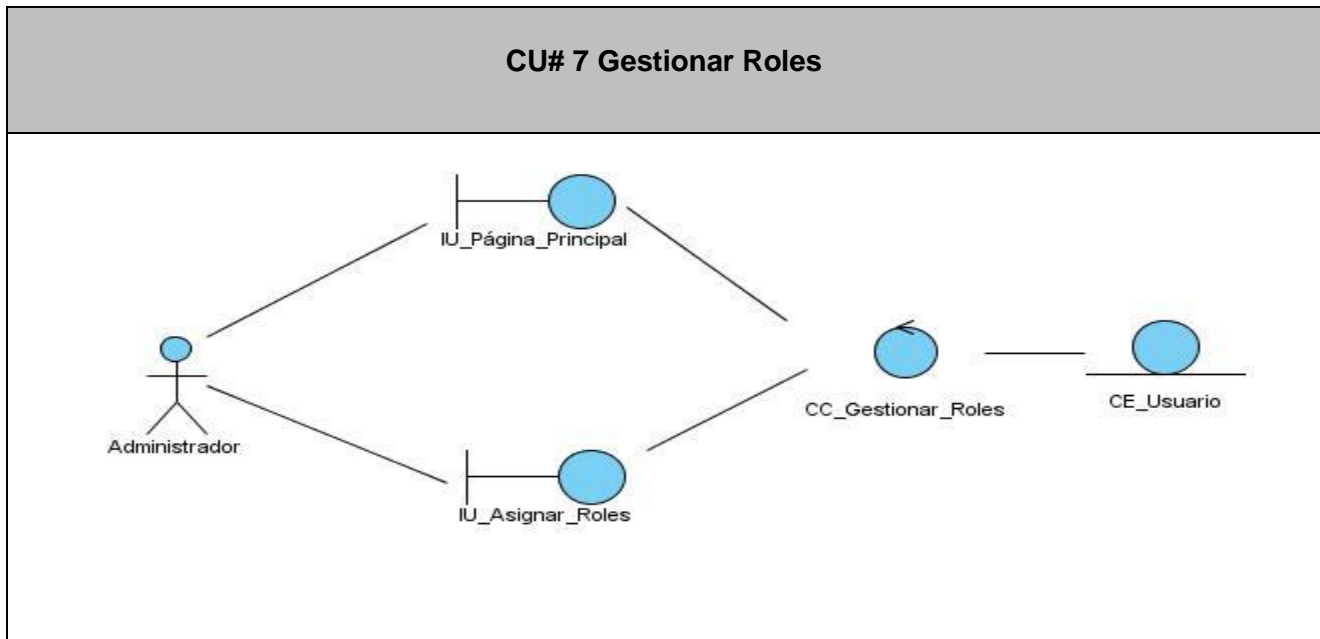 CU# 7 Gestionar Roles
IU_Página_Principal
Administrador
CC_Gestionar_Roles
CE_Usuario
IU_Asignar_Roles